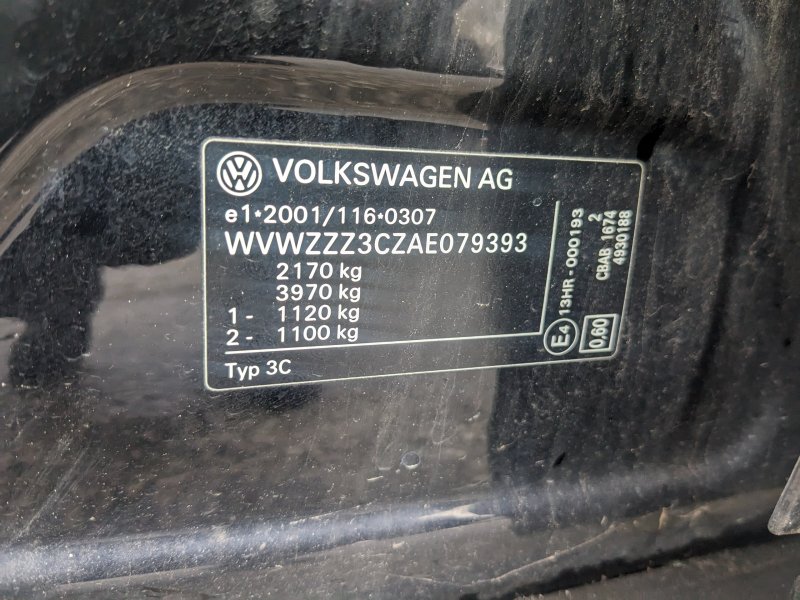 VOLKSWAGEN AG
e1*2001/116*0307
WVWZZZ3CZAE079393
2170 kg
3970 kg
1 - 1120 kg
2 - 1100 kg
Typ 3C
E4 13HR-000193
2
CBAB 1674
4930188
0.60